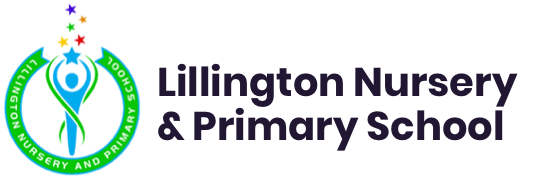 LILLINGTON NURSERY AND PRIMARY SCHOOL
Lillington Nursery
& Primary School